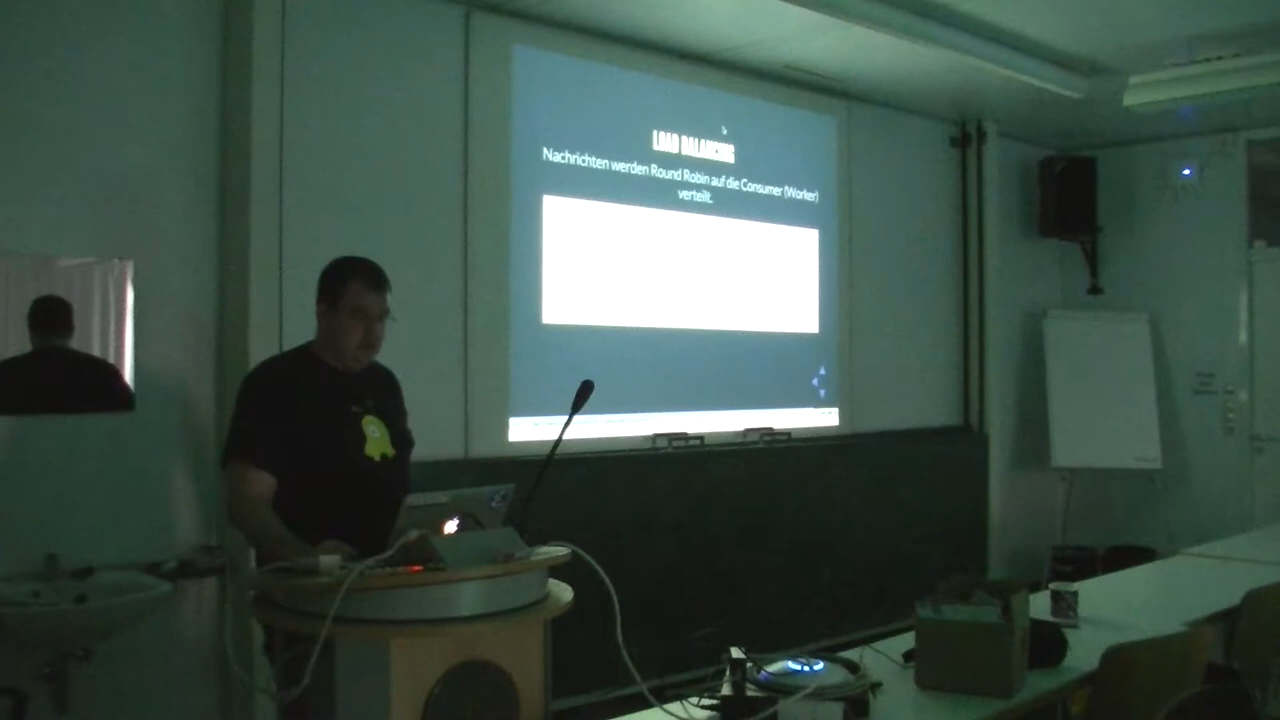 LOAD BALANCING
Nachrichten werden Round Robin auf die Consumer (Worker)
verteilt.